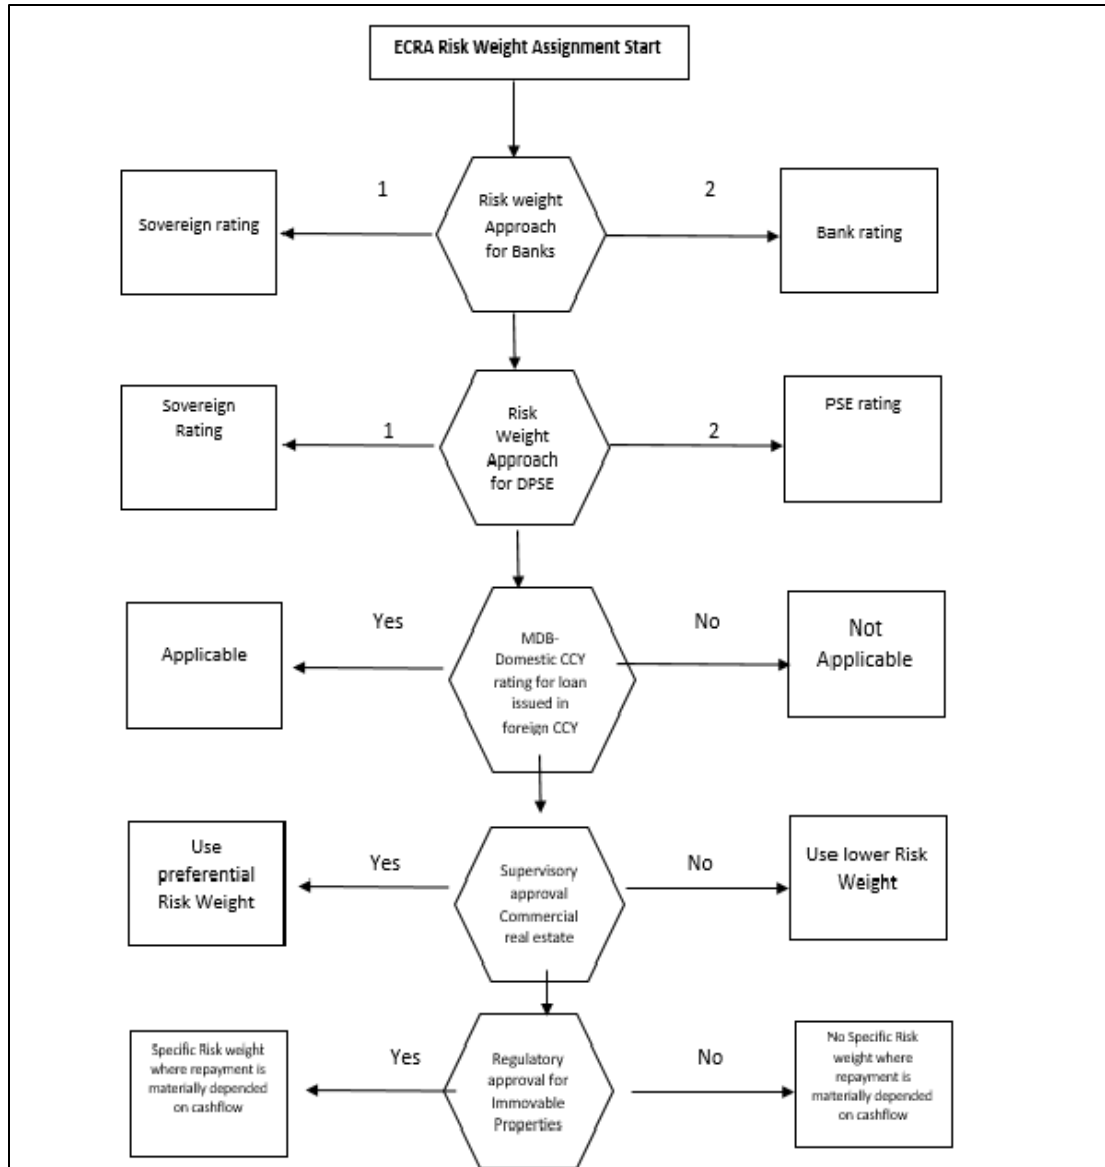 ECRA Risk Weight Assignment Start
1
2
Sovereign rating
Risk weight
Approach
for Banks
Bank rating
Sovereign
Rating
1
Risk
Weight
Approach
for DPSE
2
PSE rating
Applicable
Yes
MDB-
Domestic CCY
rating for loan
issued in
foreign CCY
No
Not
Applicable
Use
preferential
Risk Weight
Yes
Supervisory
approval
Commercial
real estate
No
Use lower Risk
Weight
Specific Risk weight
where repayment is
materially depended
on cashflow
Yes
Regulatory
approval for
Immovable
Properties
No
No Specific Risk
weight where
repayment is
materially depended
on cashflow